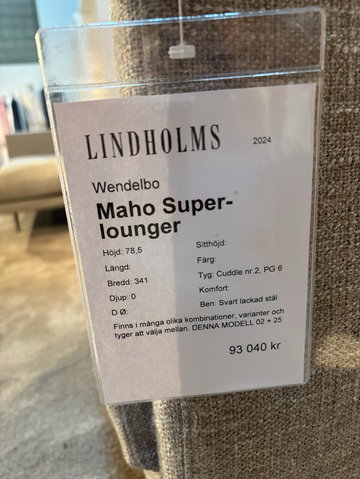 LINDHOLMS 2024
Wendelbo
Maho Super-
lounger
Höjd: 78,5 Sitthöjd:
Längd: Färg:
Bredd: 341 Tyg: Cuddle nr.2, PG 6
Djup: 0 Komfort:
D Ø: Ben: Svart lackad stål
Finns i många olika kombinationer, varianter och
tyger att välja mellan. DENNA MODELL 02 + 25
93 040 kr